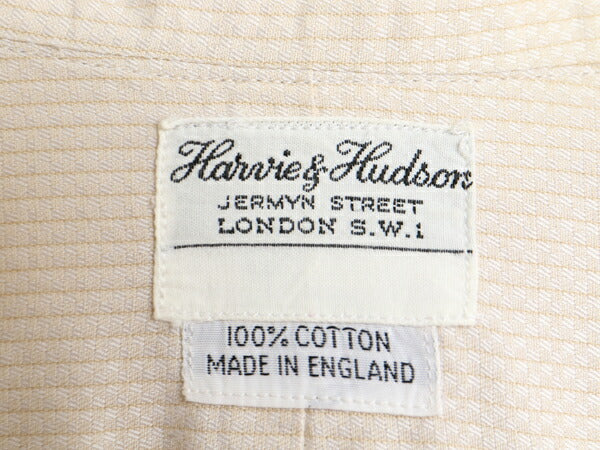 Harvie & Hudson
JERMYN STREET
LONDON S.W.1
100% COTTON
MADE IN ENGLAND